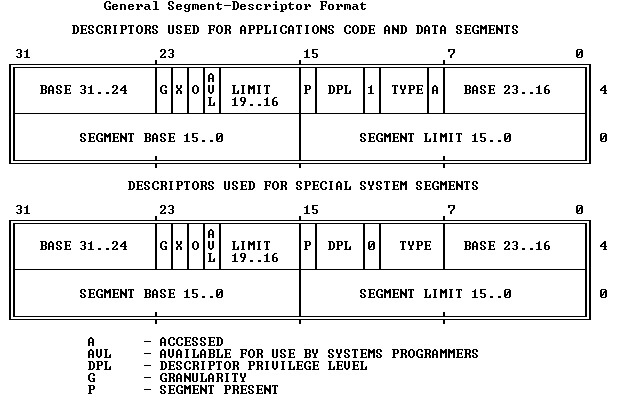 General Segment-Descriptor Format
DESCRIPTORS USED FOR APPLICATIONS CODE AND DATA SEGMENTS
31 23 15 7 0
BASE 31..24 G X O AVL LIMIT 19..16 P DPL 1 TYPE A BASE 23..16 4
SEGMENT BASE 15..0 SEGMENT LIMIT 15..0 0
DESCRIPTORS USED FOR SPECIAL SYSTEM SEGMENTS
31 23 15 7 0
BASE 31..24 G X O AVL LIMIT 19..16 P DPL 0 TYPE BASE 23..16 4
SEGMENT BASE 15..0 SEGMENT LIMIT 15..0 0
A - ACCESSED
AVL - AVAILABLE FOR USE BY SYSTEMS PROGRAMMERS
DPL - DESCRIPTOR PRIVILEGE LEVEL
G - GRANULARITY
P - SEGMENT PRESENT